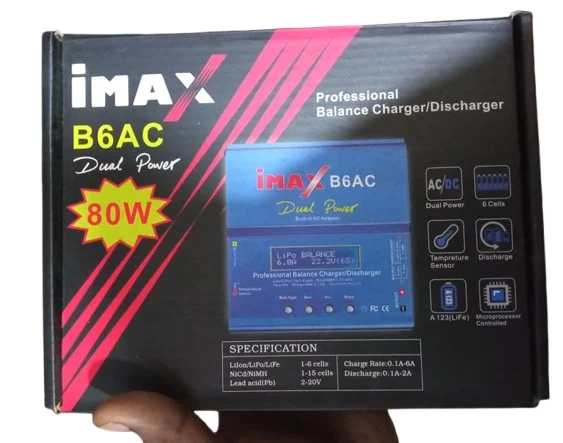 iMAX
B6AC
Dual Power
80W
Professional
Balance Charger/Discharger
iMAX B6AC
Dual Power
Built-in AC Adaptor
LiPo BALANCE
6.0A 22.2V(6S)
Professional Balance Charger/Discharger
AC/DC
Dual Power
6 Cells
Tempreture
Sensor
Discharge
A123
A123(LiFe)
Microprocessor
Controlled
SPECIFICATION
LiIon/LiPo/LiFe 1-6 cells
NiCd/NiMH 1-15 cells
Lead acid(Pb) 2-20V
Charge Rate:0.1A-6A
Discharge:0.1A-2A